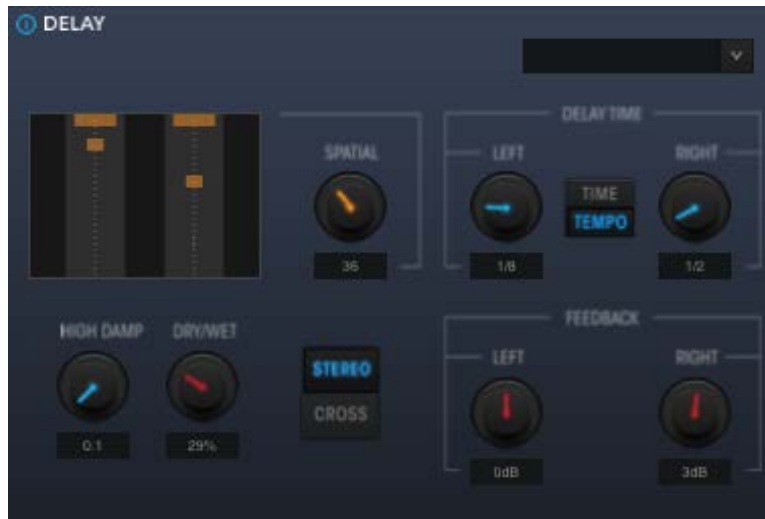 DELAY
DELAY TIME
SPATIAL
LEFT
RIGHT
TIME
TEMPO
36
1/8
1/2
HIGH DAMP
DRY/WET
STEREO
CROSS
0.1
29%
FEEDBACK
LEFT
RIGHT
0dB
3dB